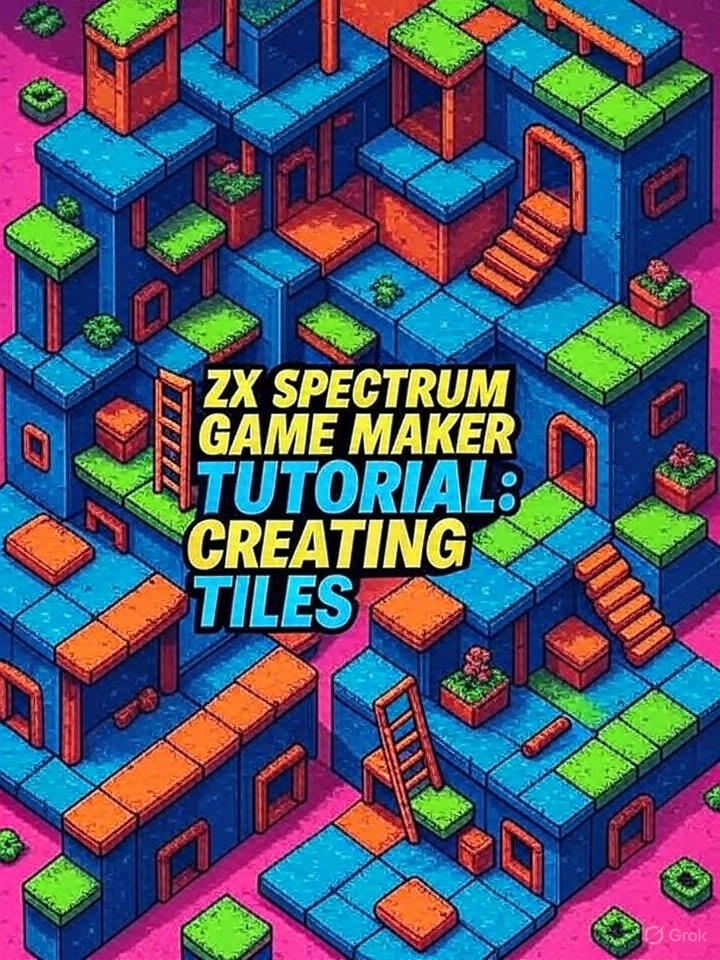 ZX SPECTRUM
GAME MAKER
TUTORIAL:
CREATING
TILES
Grok